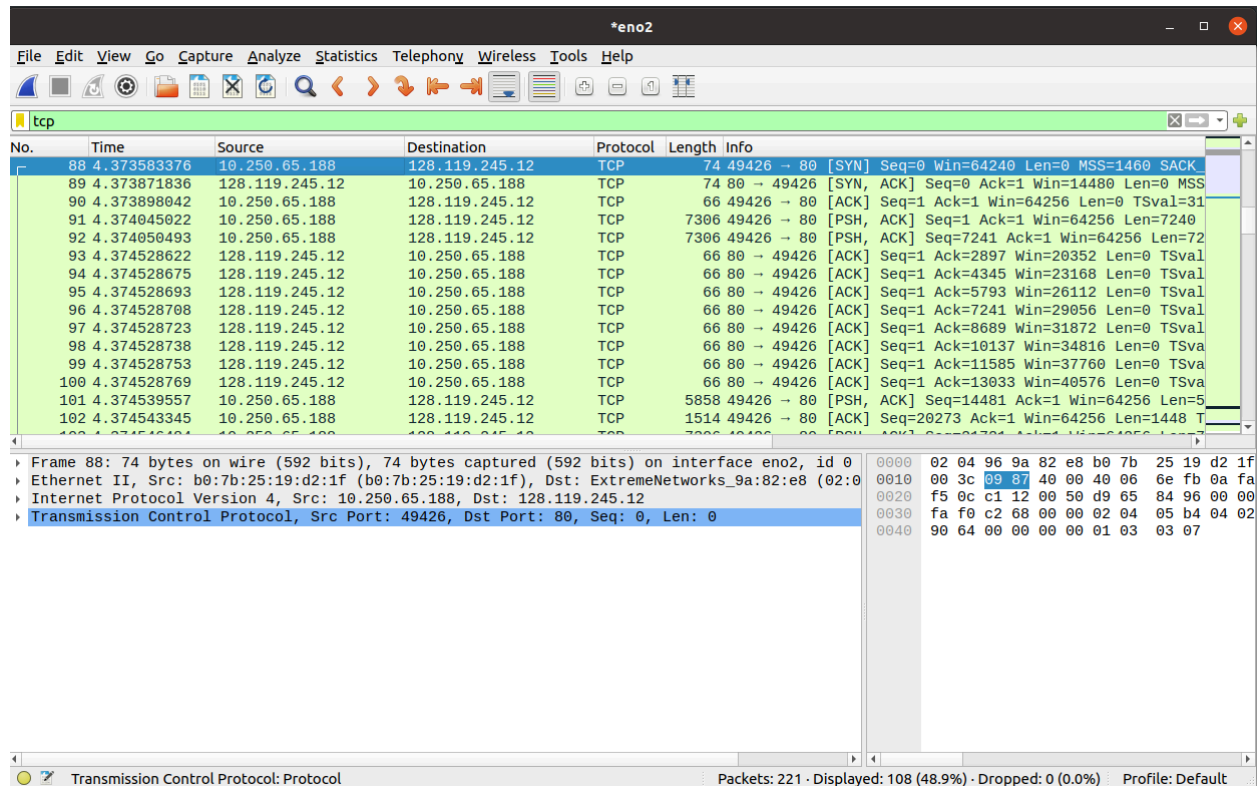 *eno2
File Edit View Go Capture Analyze Statistics Telephony Wireless Tools Help
tcp
No. Time Source Destination Protocol Length Info
88 4.373583376 10.250.65.188 128.119.245.12 TCP 74 49426 → 80 [SYN] Seq=0 Win=64240 Len=0 MSS=1460 SACK_
89 4.373871836 128.119.245.12 10.250.65.188 TCP 74 80 → 49426 [SYN, ACK] Seq=0 Ack=1 Win=14480 Len=0 MSS
90 4.373898042 10.250.65.188 128.119.245.12 TCP 66 49426 → 80 [ACK] Seq=1 Ack=1 Win=64256 Len=0 TSval=31
91 4.374045022 10.250.65.188 128.119.245.12 TCP 7306 49426 → 80 [PSH, ACK] Seq=1 Ack=1 Win=64256 Len=7240
92 4.374050493 10.250.65.188 128.119.245.12 TCP 7306 49426 → 80 [PSH, ACK] Seq=7241 Ack=1 Win=64256 Len=72
93 4.374528622 128.119.245.12 10.250.65.188 TCP 66 80 → 49426 [ACK] Seq=1 Ack=2897 Win=20352 Len=0 TSval
94 4.374528675 128.119.245.12 10.250.65.188 TCP 66 80 → 49426 [ACK] Seq=1 Ack=4345 Win=23168 Len=0 TSval
95 4.374528693 128.119.245.12 10.250.65.188 TCP 66 80 → 49426 [ACK] Seq=1 Ack=5793 Win=26112 Len=0 TSval
96 4.374528708 128.119.245.12 10.250.65.188 TCP 66 80 → 49426 [ACK] Seq=1 Ack=7241 Win=29056 Len=0 TSval
97 4.374528723 128.119.245.12 10.250.65.188 TCP 66 80 → 49426 [ACK] Seq=1 Ack=8689 Win=31872 Len=0 TSval
98 4.374528738 128.119.245.12 10.250.65.188 TCP 66 80 → 49426 [ACK] Seq=1 Ack=10137 Win=34816 Len=0 TSva
99 4.374528753 128.119.245.12 10.250.65.188 TCP 66 80 → 49426 [ACK] Seq=1 Ack=11585 Win=37760 Len=0 TSva
100 4.374528769 128.119.245.12 10.250.65.188 TCP 66 80 → 49426 [ACK] Seq=1 Ack=13033 Win=40576 Len=0 TSva
101 4.374539557 10.250.65.188 128.119.245.12 TCP 5858 49426 → 80 [PSH, ACK] Seq=14481 Ack=1 Win=64256 Len=5
102 4.374543345 10.250.65.188 128.119.245.12 TCP 1514 49426 → 80 [ACK] Seq=20273 Ack=1 Win=64256 Len=1448 T
Frame 88: 74 bytes on wire (592 bits), 74 bytes captured (592 bits) on interface eno2, id 0
Ethernet II, Src: b0:7b:25:19:d2:1f (b0:7b:25:19:d2:1f), Dst: ExtremeNetworks_9a:82:e8 (02:0
Internet Protocol Version 4, Src: 10.250.65.188, Dst: 128.119.245.12
Transmission Control Protocol, Src Port: 49426, Dst Port: 80, Seq: 0, Len: 0
0000 02 04 96 9a 82 e8 b0 7b 25 19 d2 1f
0010 00 3c 09 87 40 00 40 06 6e fb 0a fa
0020 f5 0c c1 12 00 50 d9 65 84 96 00 00
0030 fa f0 c2 68 00 00 02 04 05 b4 04 02
0040 90 64 00 00 00 00 01 03 03 07
Transmission Control Protocol: Protocol
Packets: 221 · Displayed: 108 (48.9%) · Dropped: 0 (0.0%)
Profile: Default